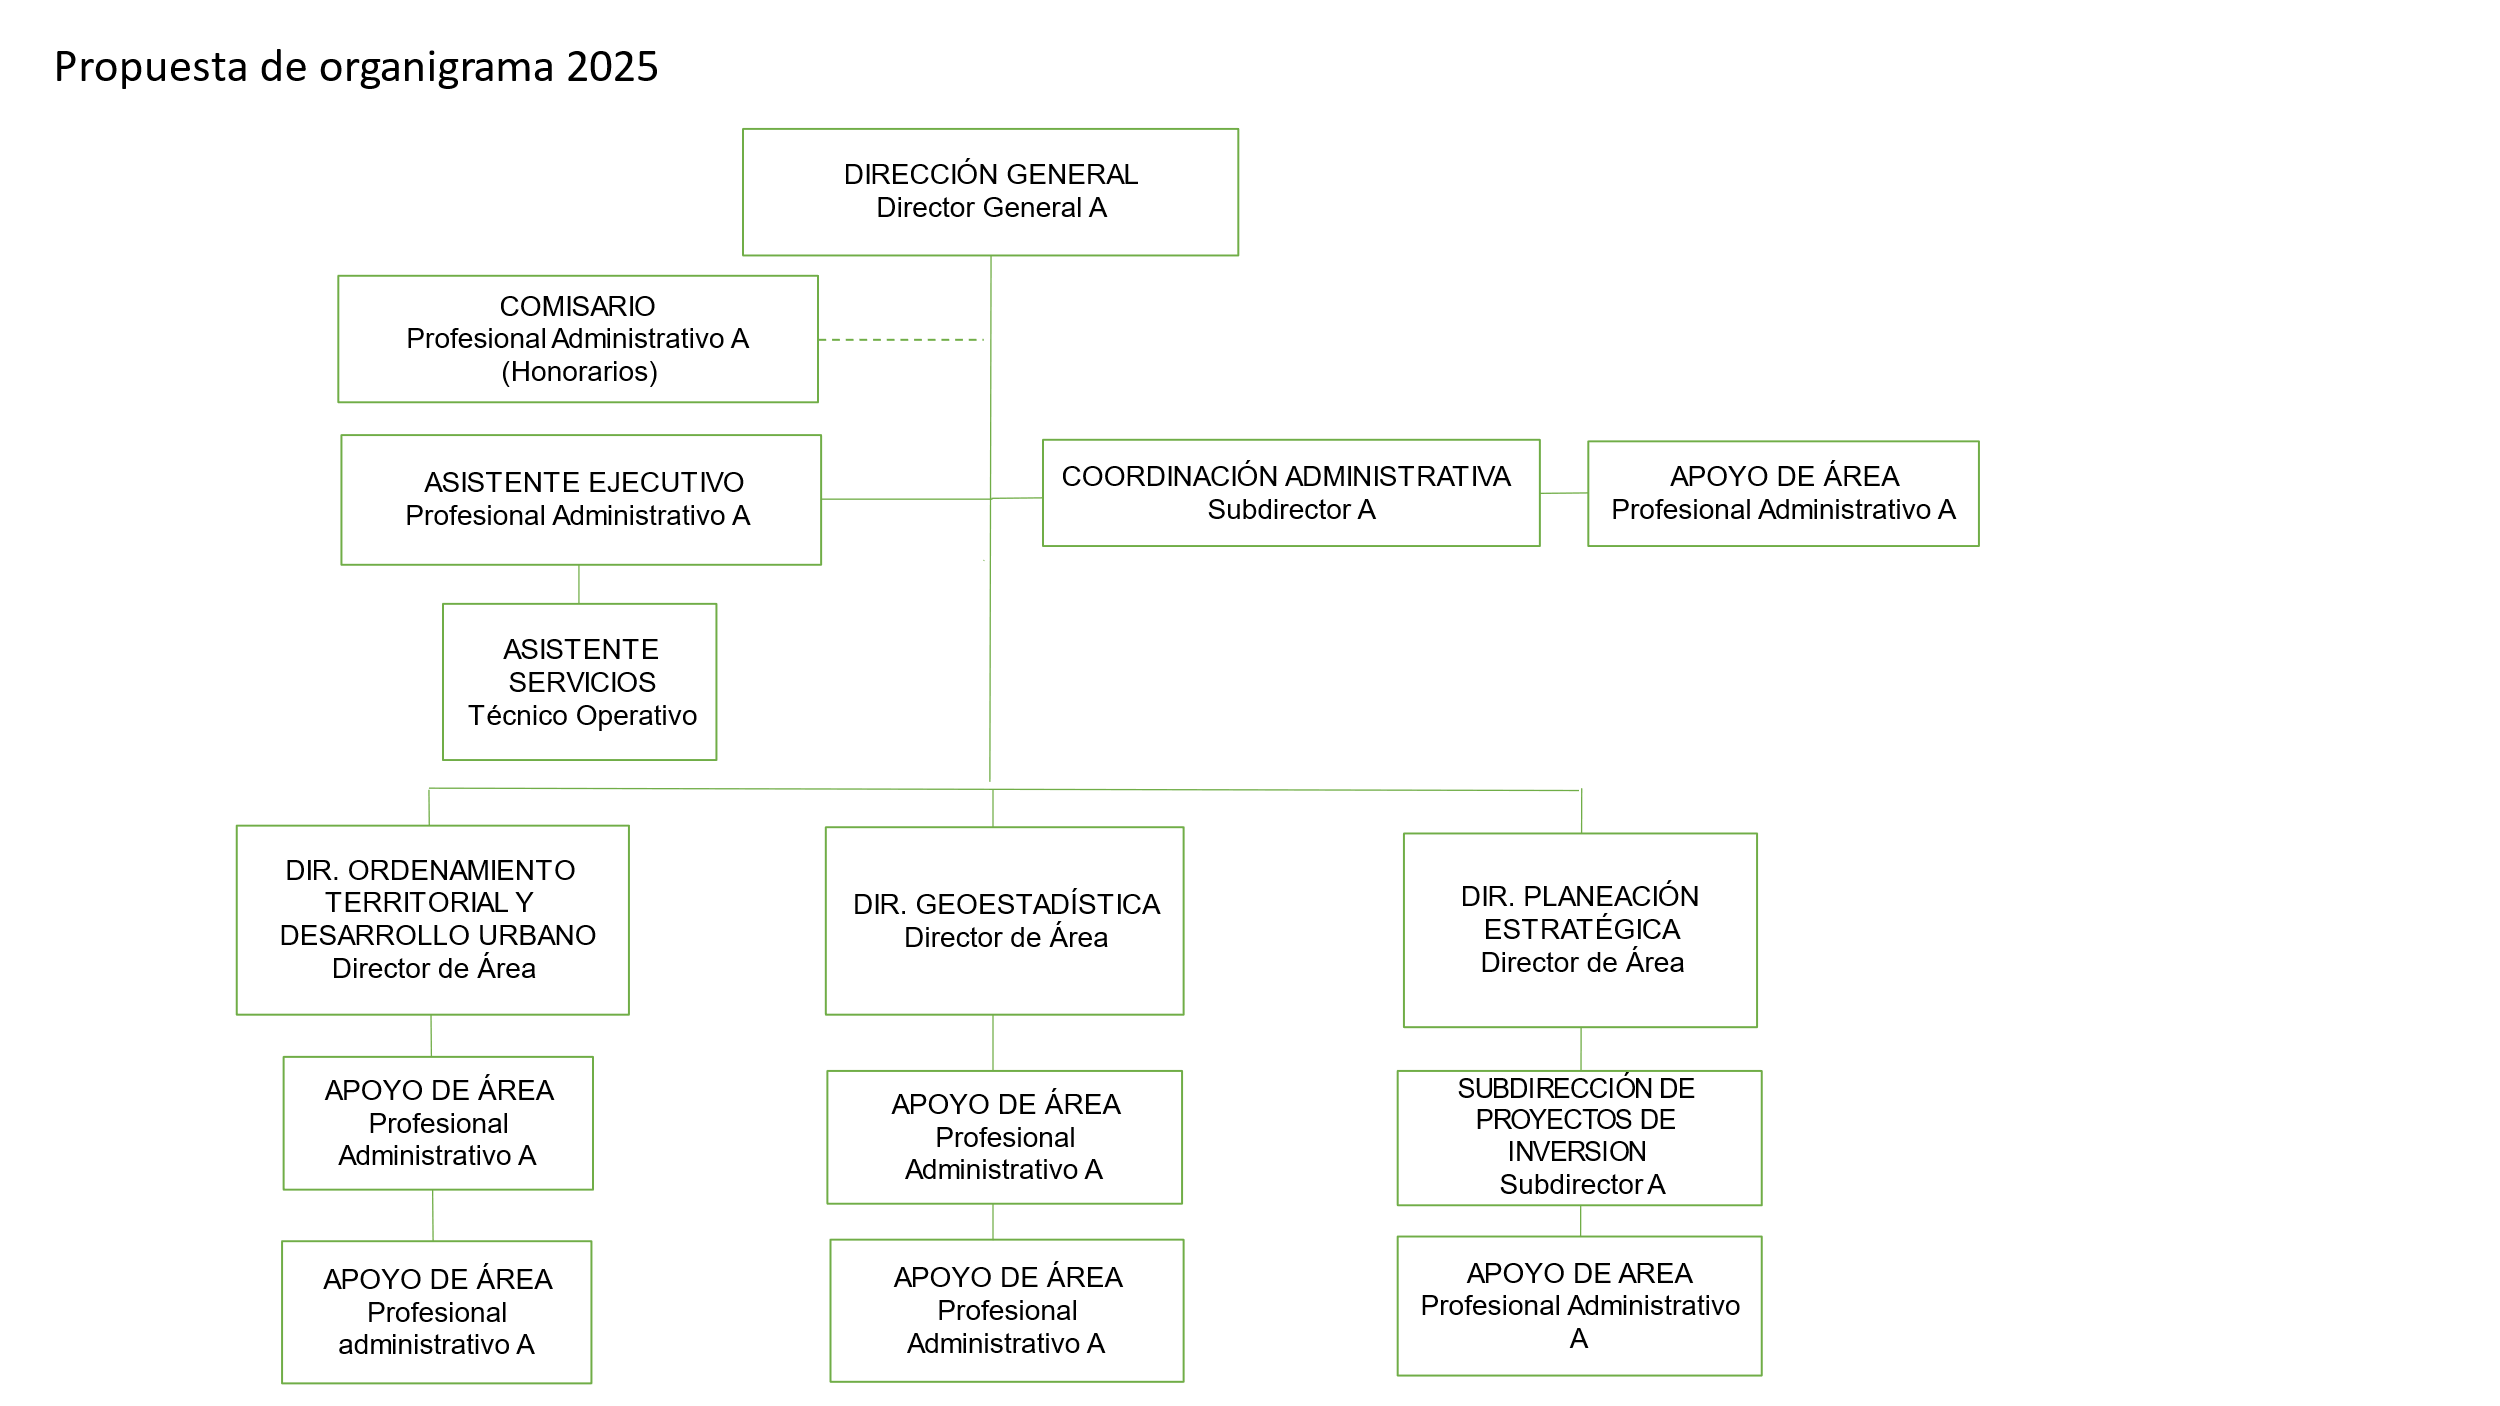 Propuesta de organigrama 2025
DIRECCIÓN GENERAL
Director General A
COMISARIO
Profesional Administrativo A
(Honorarios)
ASISTENTE EJECUTIVO
Profesional Administrativo A
COORDINACIÓN ADMINISTRATIVA
Subdirector A
APOYO DE ÁREA
Profesional Administrativo A
ASISTENTE
SERVICIOS
Técnico Operativo
DIR. ORDENAMIENTO
TERRITORIAL Y
DESARROLLO URBANO
Director de Área
DIR. GEOESTADÍSTICA
Director de Área
DIR. PLANEACIÓN
ESTRATÉGICA
Director de Área
APOYO DE ÁREA
Profesional
Administrativo A
APOYO DE ÁREA
Profesional
Administrativo A
SUBDIRECCIÓN DE
PROYECTOS DE
INVERSION
Subdirector A
APOYO DE ÁREA
Profesional
administrativo A
APOYO DE ÁREA
Profesional
Administrativo A
APOYO DE AREA
Profesional Administrativo
A